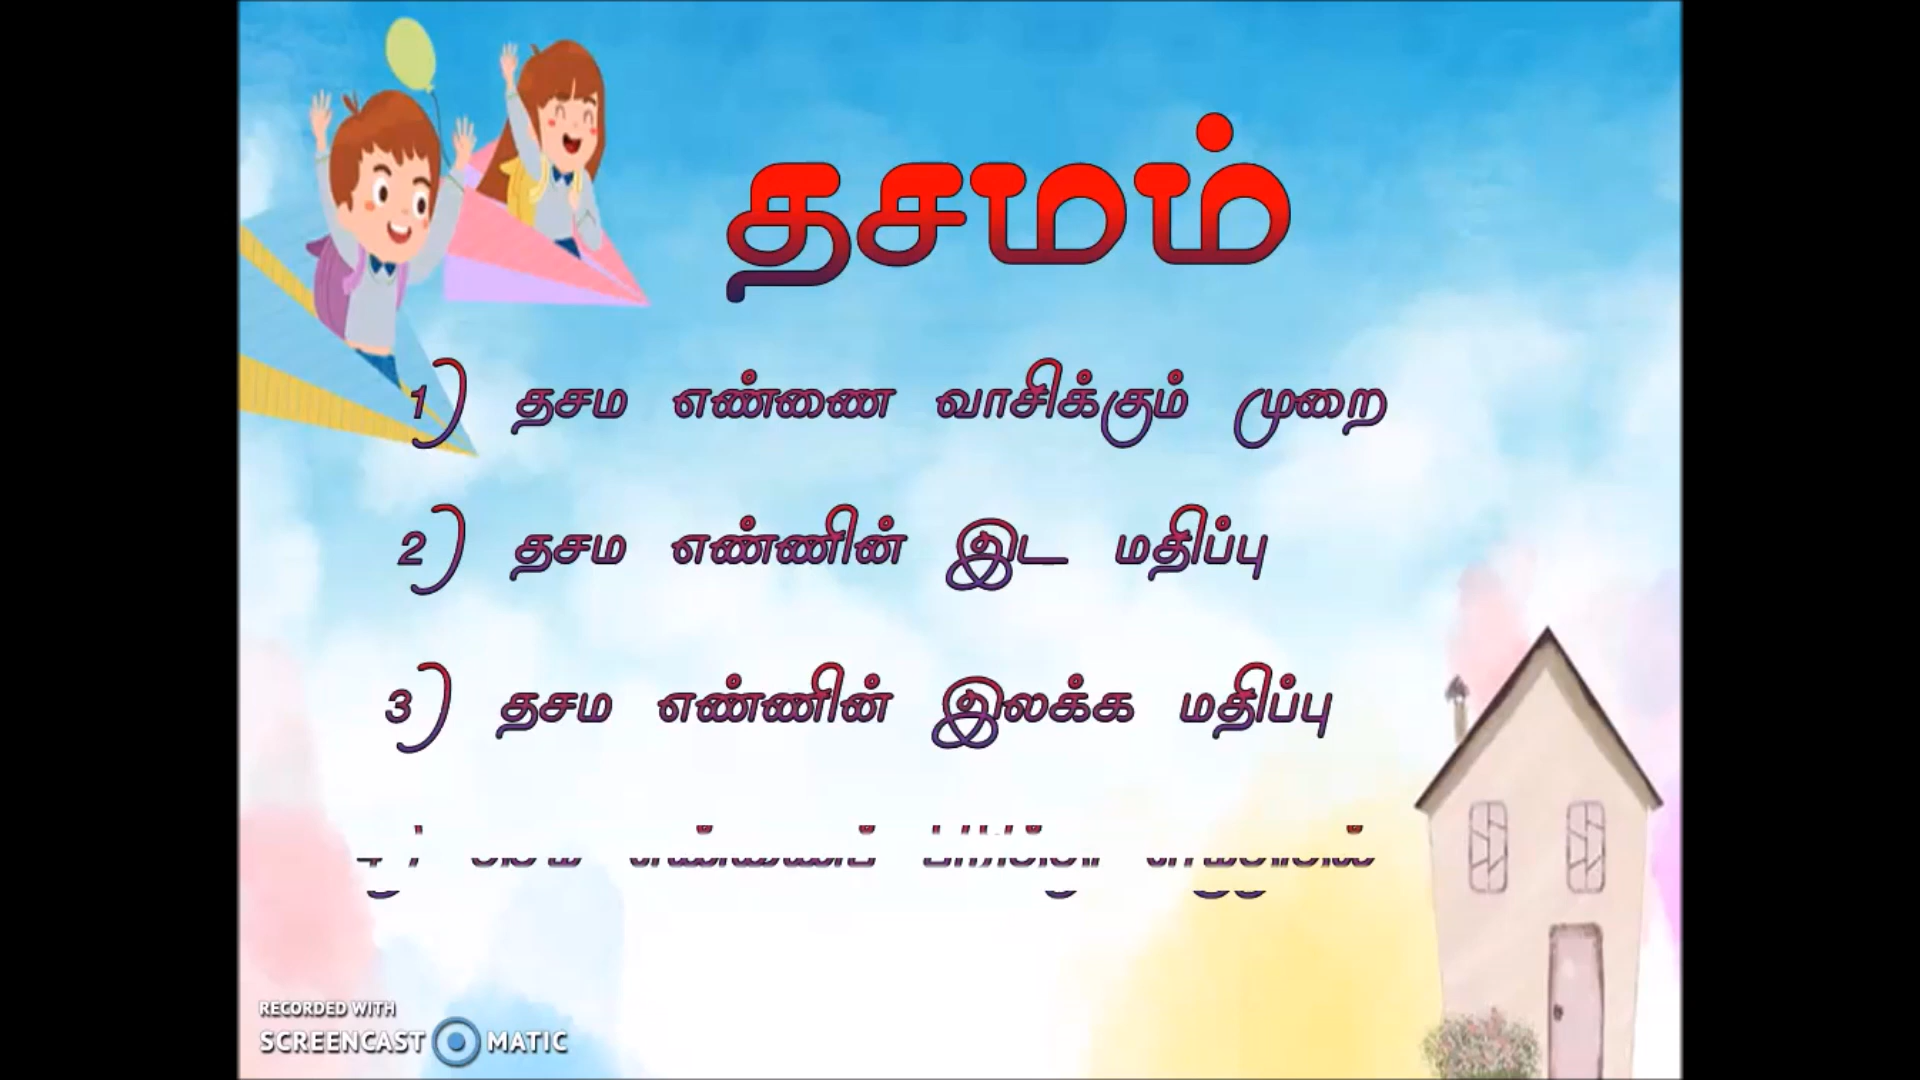 தசமம்
1) தசம எண்ணை வாசிக்கும் முறை
2) தசம எண்ணின் இட மதிப்பு
3) தசம எண்ணின் இலக்க மதிப்பு
RECORDED WITH
SCREENCAST MATIC